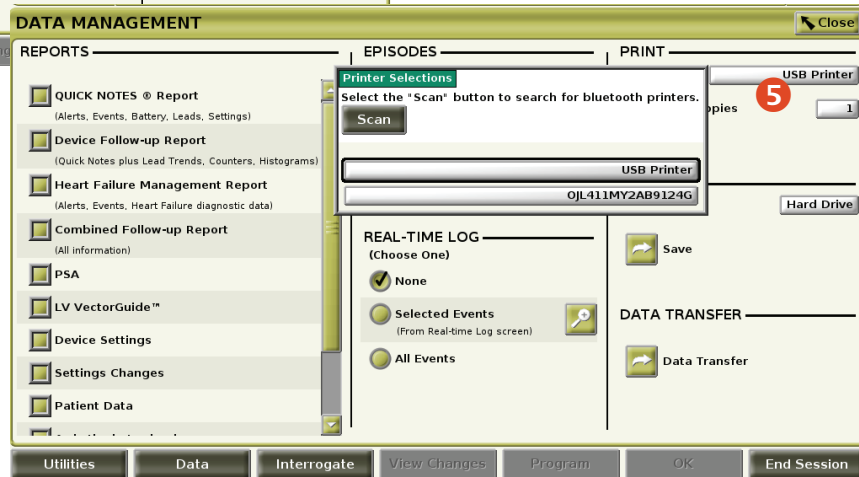 DATA MANAGEMENT
Close
REPORTS
QUICK NOTES ® Report
(Alerts, Events, Battery, Leads, Settings)
Device Follow-up Report
(Quick Notes plus Lead Trends, Counters, Histograms)
Heart Failure Management Report
(Alerts, Events, Heart Failure diagnostic data)
Combined Follow-up Report
(All information)
PSA
LV VectorGuide™
Device Settings
Settings Changes
Patient Data
EPISODES
Printer Selections
Select the "Scan" button to search for bluetooth printers.
Scan
USB Printer
OJL411MY2AB9124G
REAL-TIME LOG
(Choose One)
None
Selected Events
(From Real-time Log screen)
All Events
PRINT
USB Printer
5
1
Hard Drive
Save
DATA TRANSFER
Data Transfer
Utilities
Data
Interrogate
View Changes
Program
OK
End Session